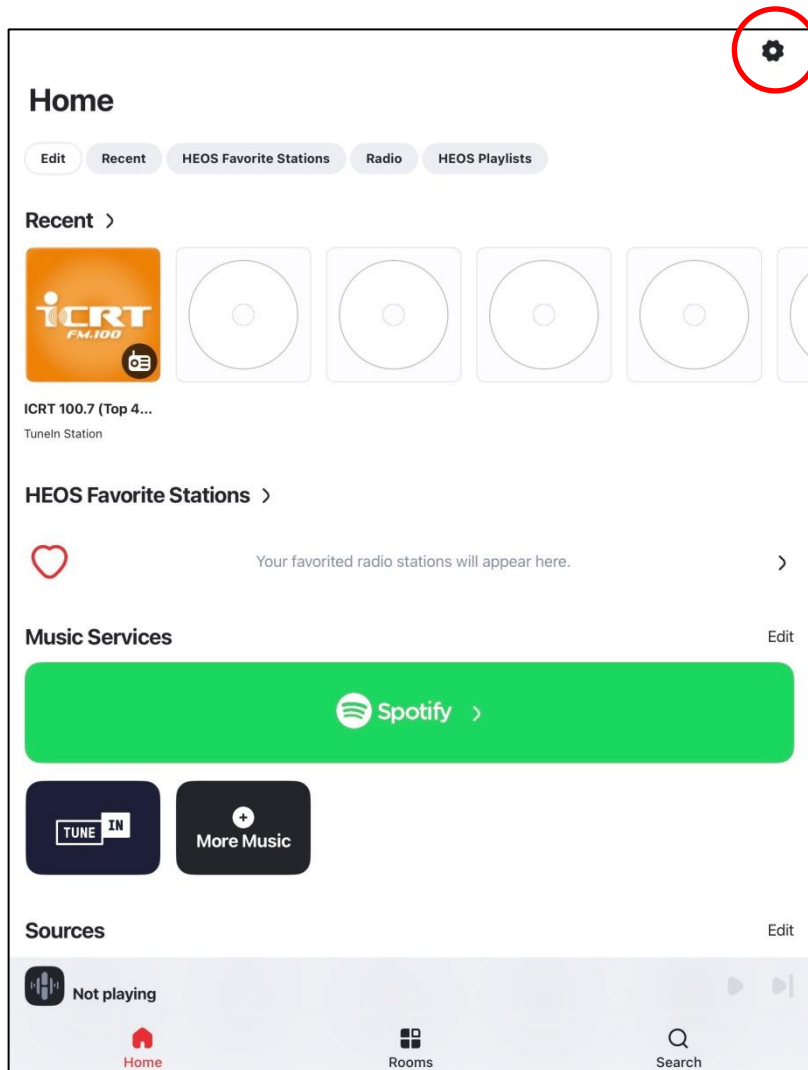 Home
Edit Recent HEOS Favorite Stations Radio HEOS Playlists
Recent
iCRT
FM.100
ICRT 100.7 (Top 4...
TuneIn Station
HEOS Favorite Stations
Your favorited radio stations will appear here.
Music Services Edit
Spotify
TUNE IN
More Music
Sources Edit
Not playing
Home Rooms Search